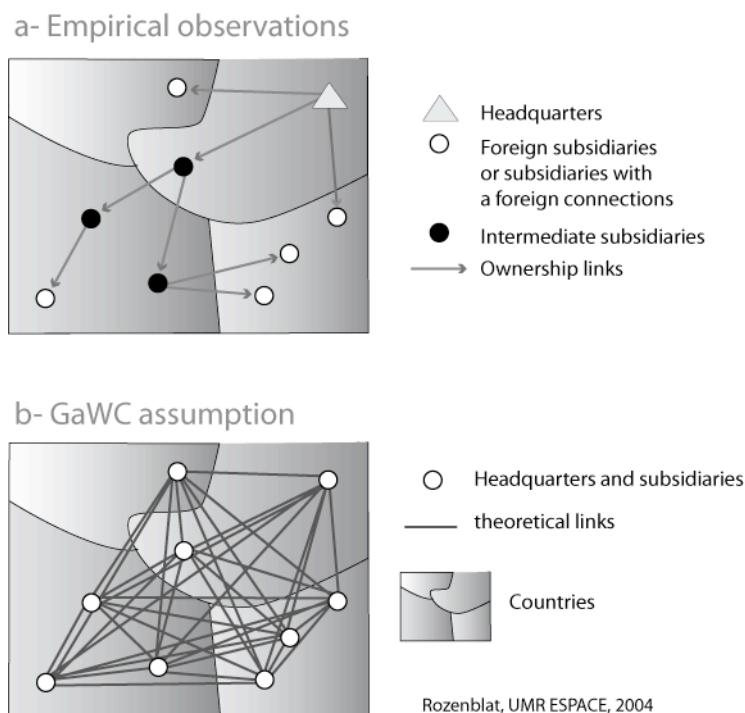 a- Empirical observations
Headquarters
Foreign subsidiaries
or subsidiaries with
a foreign connections
Intermediate subsidiaries
Ownership links
b- GaWC assumption
Headquarters and subsidiaries
theoretical links
Countries
Rozenblat, UMR ESPACE, 2004